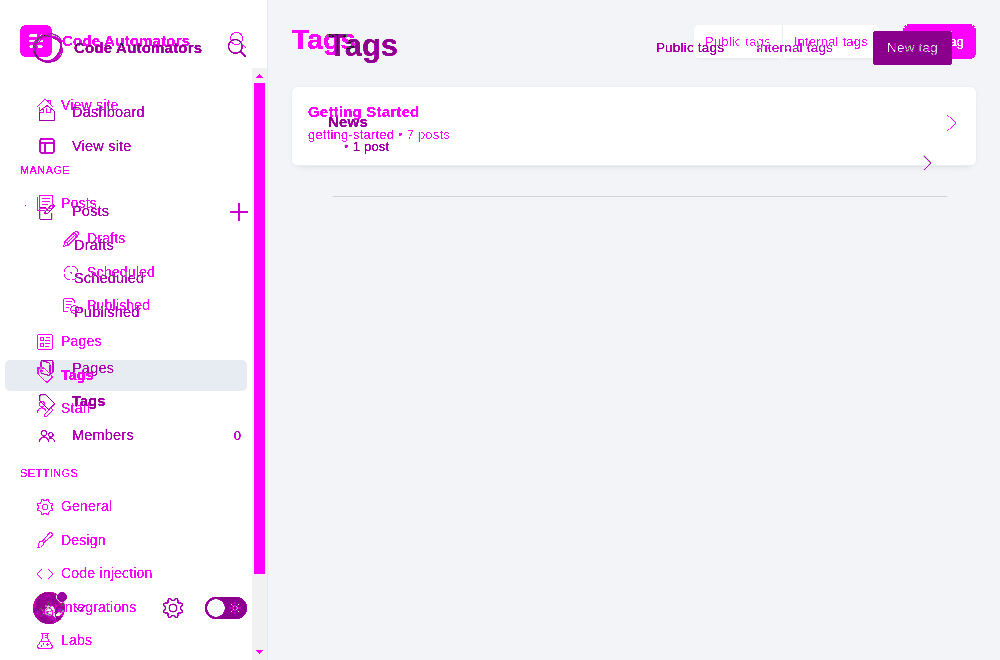 Code Automators
Code Automators
View site
Dashboard
View site
MANAGE
Posts
Posts
Drafts
Drafts
Scheduled
Scheduled
Published
Published
Pages
Pages
Tags
Tags
Staff
Members 0
SETTINGS
General
Design
Code injection
Integrations
Labs
Tags
Tags
Public tags Internal tags
Public tags Internal tags New tag
tag
Getting Started
News
getting-started • 7 posts
• 1 post